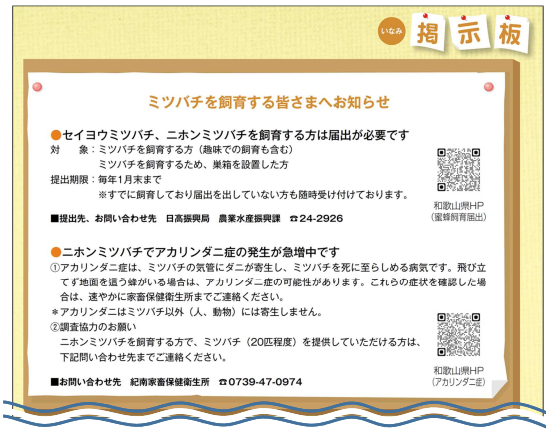 いなみ 掲示板
ミツバチを飼育する皆さまへお知らせ
●セイヨウミツバチ、ニホンミツバチを飼育する方は届出が必要です
対　　象：ミツバチを飼育する方（趣味での飼育も含む）
ミツバチを飼育するため、巣箱を設置した方
提出期限：毎年1月末まで
※すでに飼育しており届出を出していない方も随時受け付けております。
■提出先、お問い合わせ先　日高振興局　農業水産振興課　☎24-2926
和歌山県HP
（蜜蜂飼育届出）
●ニホンミツバチでアカリンダニ症の発生が急増中です
①アカリンダニ症は、ミツバチの気管にダニが寄生し、ミツバチを死に至らしめる病気です。飛び立
てず地面を這う蜂がいる場合は、アカリンダニ症の可能性があります。これらの症状を確認した場
合は、速やかに家畜保健衛生所までご連絡ください。
＊アカリンダニはミツバチ以外（人、動物）には寄生しません。
②調査協力のお願い
ニホンミツバチを飼育する方で、ミツバチ（20匹程度）を提供していただける方は、
下記問い合わせ先までご連絡ください。
■お問い合わせ先　紀南家畜保健衛生所　☎0739-47-0974
和歌山県HP
（アカリンダニ症）